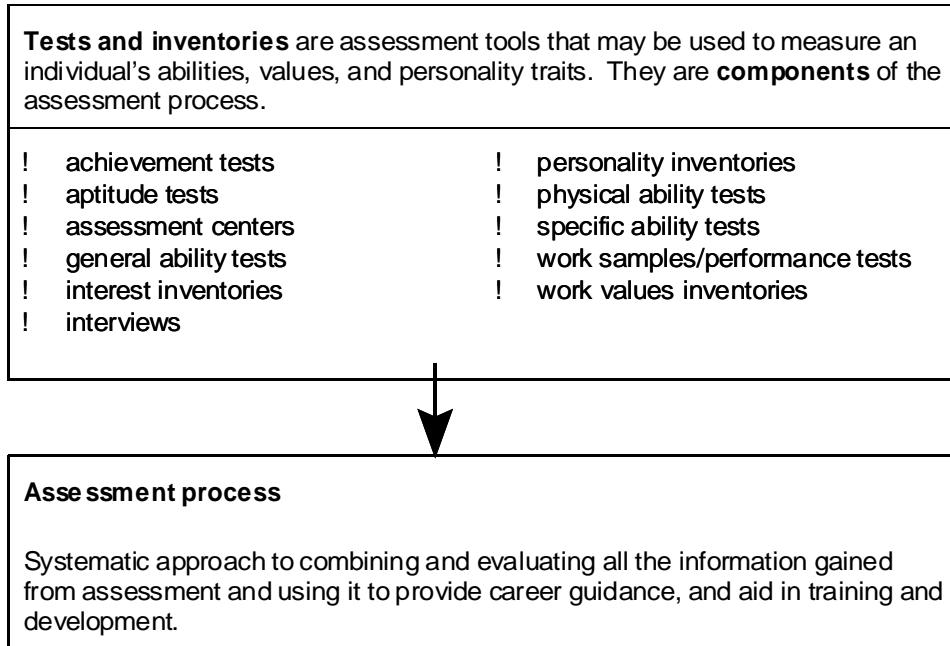 Tests and inventories are assessment tools that may be used to measure an
individual's abilities, values, and personality traits. They are components of the
assessment process.
! achievement tests
! aptitude tests
! assessment centers
! general ability tests
! interest inventories
! interviews
! personality inventories
! physical ability tests
! specific ability tests
! work samples/performance tests
! work values inventories
Assessment process
Systematic approach to combining and evaluating all the information gained
from assessment and using it to provide career guidance, and aid in training and
development.